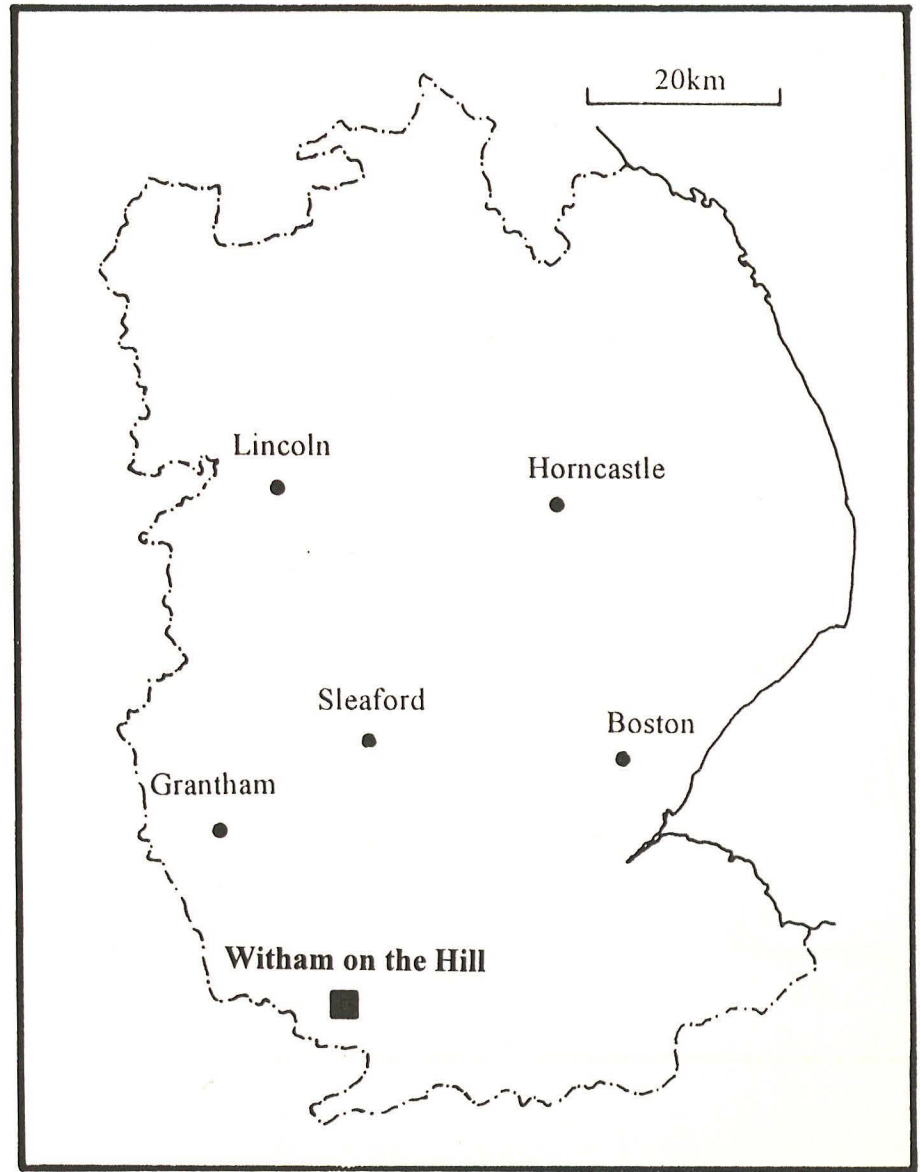 20km
Lincoln
Horncastle
Sleaford
Boston
Grantham
Witham on the Hill